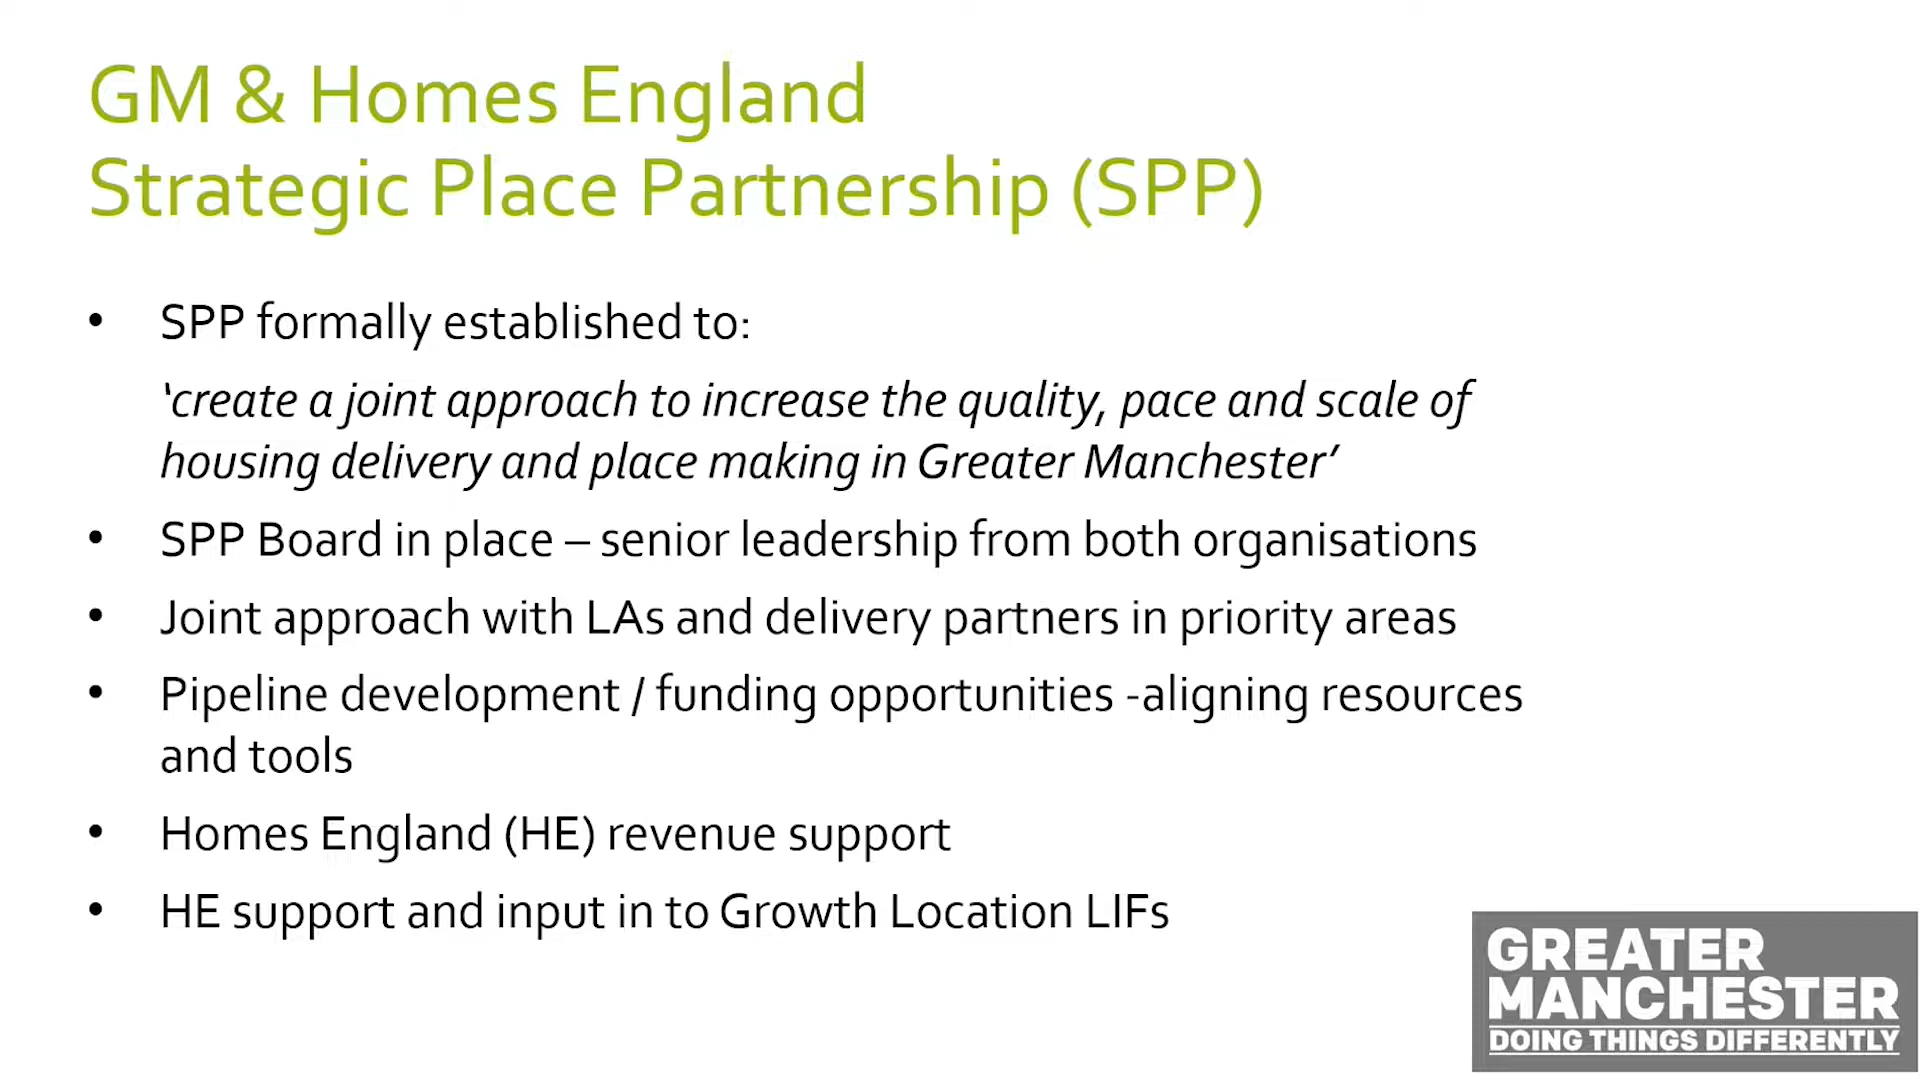 GM & Homes England
Strategic Place Partnership (SPP)
• SPP formally established to:
‘create a joint approach to increase the quality, pace and scale of
housing delivery and place making in Greater Manchester’
• SPP Board in place – senior leadership from both organisations
• Joint approach with LAs and delivery partners in priority areas
• Pipeline development / funding opportunities -aligning resources
and tools
• Homes England (HE) revenue support
• HE support and input in to Growth Location LIFs
GREATER
MANCHESTER
DOING THINGS DIFFERENTLY